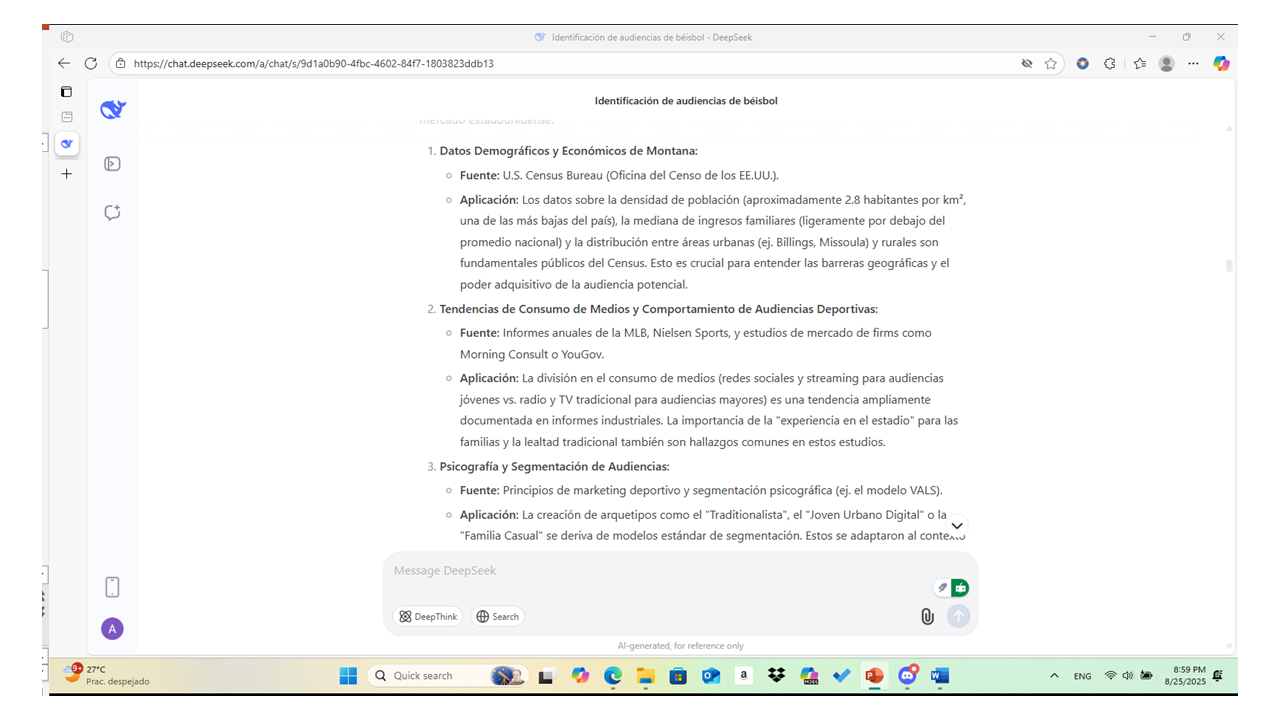 Identificación de audiencias de béisbol - DeepSeek
https://chat.deepseek.com/a/chat/s/9d1a0b90-4fbc-4602-84f7-1803823ddb13
Identificación de audiencias de béisbol
mercado estadounidense.
1. Datos Demográficos y Económicos de Montana:
Fuente: U.S. Census Bureau (Oficina del Censo de los EE.UU.).
Aplicación: Los datos sobre la densidad de población (aproximadamente 2.8 habitantes por km²,
una de las más bajas del país), la mediana de ingresos familiares (ligeramente por debajo del
promedio nacional) y la distribución entre áreas urbanas (ej. Billings, Missoula) y rurales son
fundamentales públicos del Census. Esto es crucial para entender las barreras geográficas y el
poder adquisitivo de la audiencia potencial.
2. Tendencias de Consumo de Medios y Comportamiento de Audiencias Deportivas:
Fuente: Informes anuales de la MLB, Nielsen Sports, y estudios de mercado de firms como
Morning Consult o YouGov.
Aplicación: La división en el consumo de medios (redes sociales y streaming para audiencias
jóvenes vs. radio y TV tradicional para audiencias mayores) es una tendencia ampliamente
documentada en informes industriales. La importancia de la "experiencia en el estadio" para las
familias y la lealtad tradicional también son hallazgos comunes en estos estudios.
3. Psicografía y Segmentación de Audiencias:
Fuente: Principios de marketing deportivo y segmentación psicográfica (ej. el modelo VALS).
Aplicación: La creación de arquetipos como el "Traditionalista", el "Joven Urbano Digital" o la
"Familia Casual" se deriva de modelos estándar de segmentación. Estos se adaptaron al contexto
Message DeepSeek
DeepThink
Search
A
AI-generated, for reference only
9+
27°C
Prac. despejado
Quick search
a
M365
ENG
8:59 PM
8/25/2025